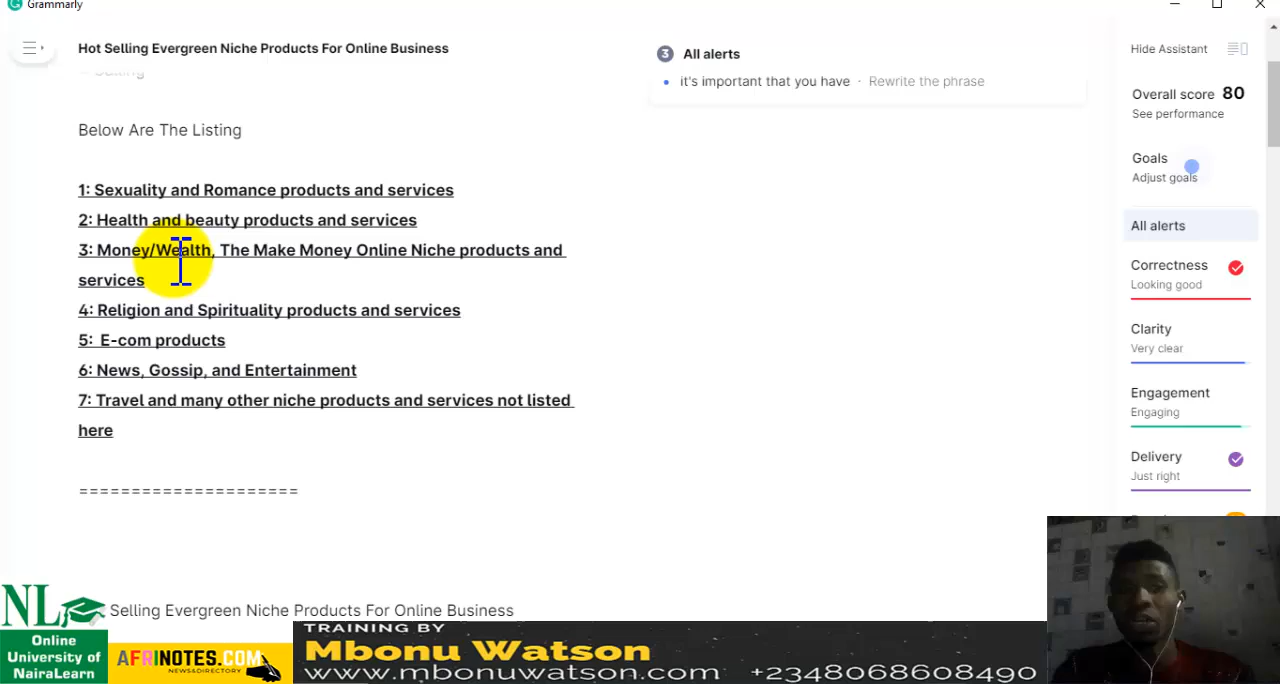 Grammarly
Hot Selling Evergreen Niche Products For Online Business
3 All alerts
it's important that you have · Rewrite the phrase
Hide Assistant
Overall score 80
See performance
Goals
Adjust goals
All alerts
Correctness
Looking good
Clarity
Very clear
Engagement
Engaging
Delivery
Just right
Below Are The Listing
1: Sexuality and Romance products and services
2: Health and beauty products and services
3: Money/Wealth, The Make Money Online Niche products and
services
4: Religion and Spirituality products and services
5: E-com products
6: News, Gossip, and Entertainment
7: Travel and many other niche products and services not listed
here
=====================
Selling Evergreen Niche Products For Online Business
NL
Online
University of
NairaLearn
AFRINOTES.COM
NEWS&DIRECTORY
TRAINING BY
Mbonu Watson
www.mbonuwatson.com +2348068608490